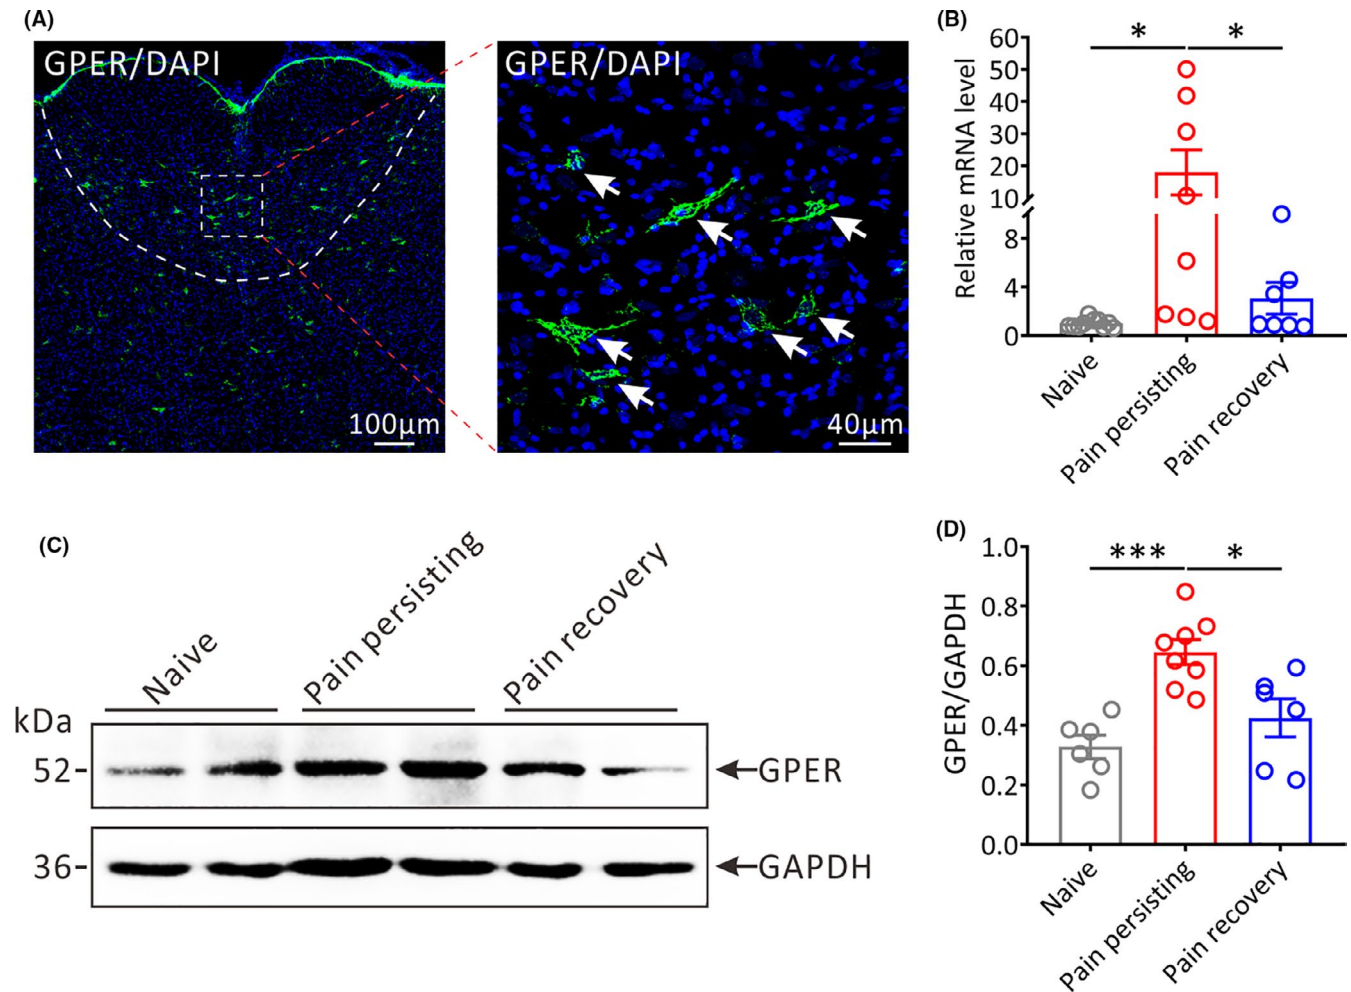 (A)
GPER/DAPI
100μm
GPER/DAPI
40μm
(B)
* *
Relative mRNA level
60
50
40
30
20
10
8
4
0
Naive
Pain persisting
Pain recovery
(C)
Naive
Pain persisting
Pain recovery
kDa
52
GPER
36
GAPDH
(D)
*** *
GPER/GAPDH
1.0
0.8
0.6
0.4
0.2
0.0
Naive
Pain persisting
Pain recovery